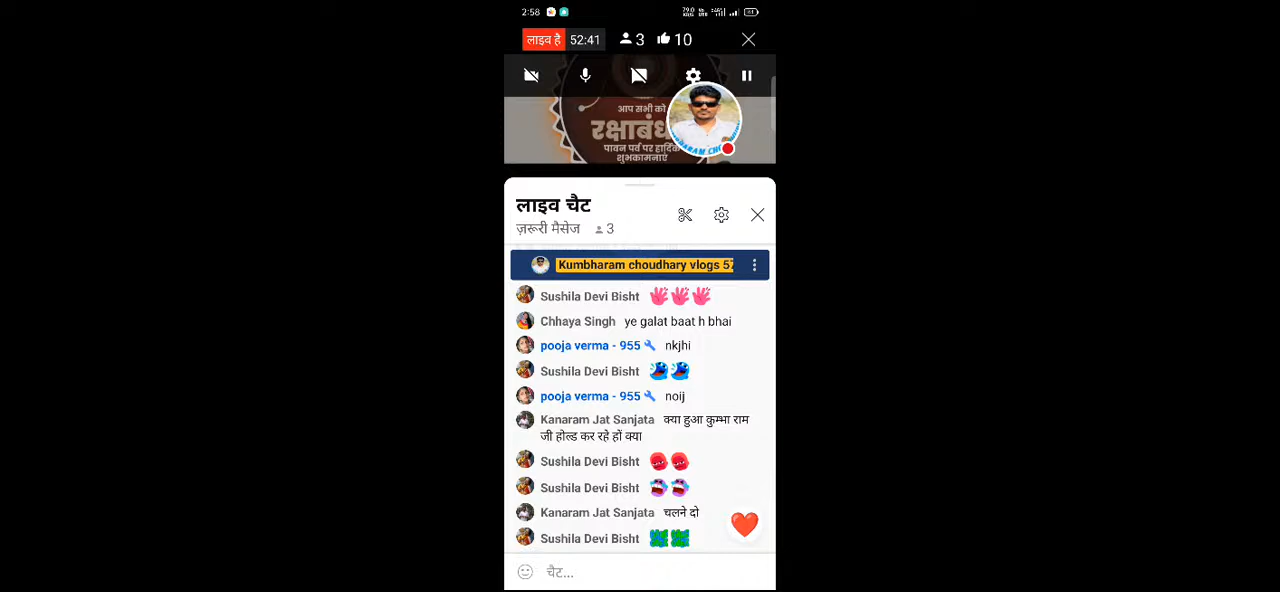 2:58
लाइव है 52:41 3 10
आप सभी को
रक्षाबंध
पावन पर्व पर हार्दिक
शुभकामनाएं
लाइव चैट
ज़रूरी मैसेज 3
Kumbharam choudhary vlogs 57
Sushila Devi Bisht
Chhaya Singh ye galat baat h bhai
pooja verma - 955 nkjhi
Sushila Devi Bisht
pooja verma - 955 noij
Kanaram Jat Sanjata क्या हुआ कुम्भा राम
जी होल्ड कर रहे हों क्या
Sushila Devi Bisht
Sushila Devi Bisht
Kanaram Jat Sanjata चलने दो
Sushila Devi Bisht
चैट...